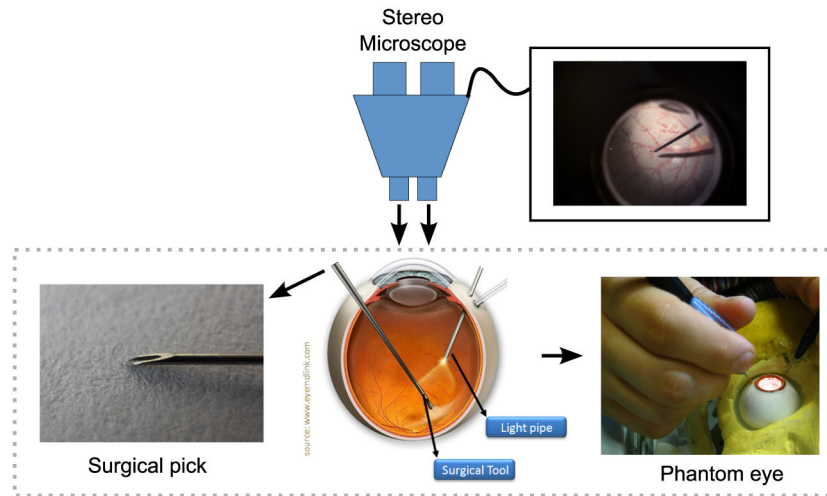 Stereo
Microscope
source: www.eyemdlink.com
Light pipe
Surgical Tool
Surgical pick
Phantom eye